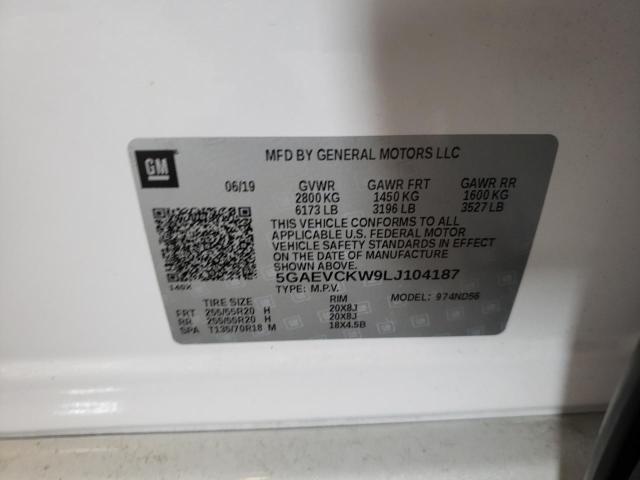 MFD BY GENERAL MOTORS LLC
GM
06/19 GVWR GAWR FRT GAWR RR
2800 KG 1450 KG 1600 KG
6173 LB 3196 LB 3527 LB
THIS VEHICLE CONFORMS TO ALL
APPLICABLE U.S. FEDERAL MOTOR
VEHICLE SAFETY STANDARDS IN EFFECT
ON THE DATE OF MANUFACTURE
SHOWN ABOVE.
140X
5GAEVCKW9LJ104187
TYPE: M.P.V. MODEL: 974ND56
TIRE SIZE RIM
FRT 255/55R20 H 20X8J
RR 255/55R20 H 20X8J
SPA T135/70R18 M 18X4.5B